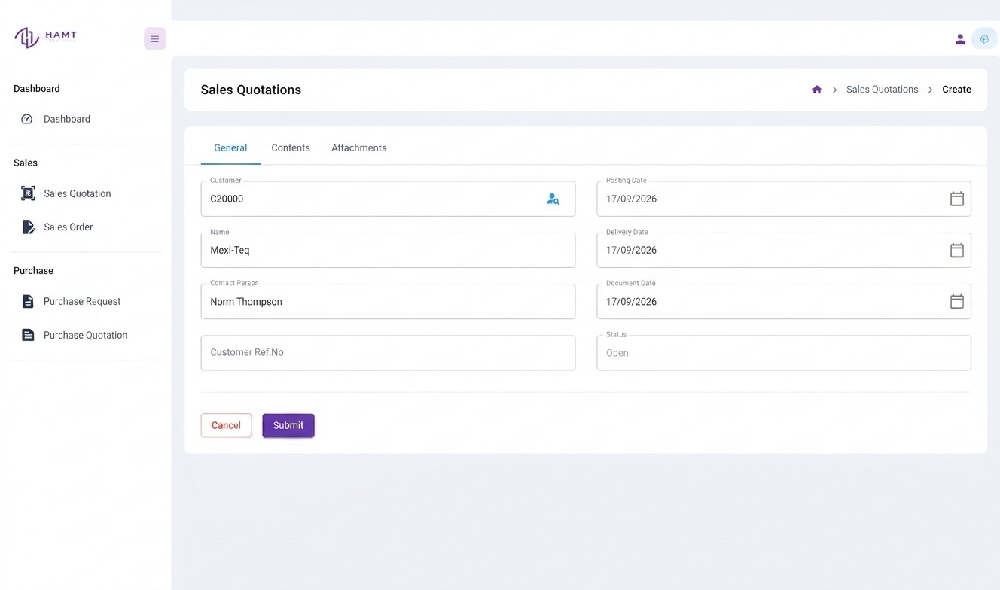 HAMT
Dashboard
Dashboard
Sales
Sales Quotation
Sales Order
Purchase
Purchase Request
Purchase Quotation
Sales Quotations
Sales Quotations
Create
General
Contents
Attachments
Customer
C20000
Posting Date
17/09/2026
Name
Mexi-Teq
Delivery Date
17/09/2026
Contact Person
Norm Thompson
Document Date
17/09/2026
Customer Ref.No
Status
Open
Cancel
Submit